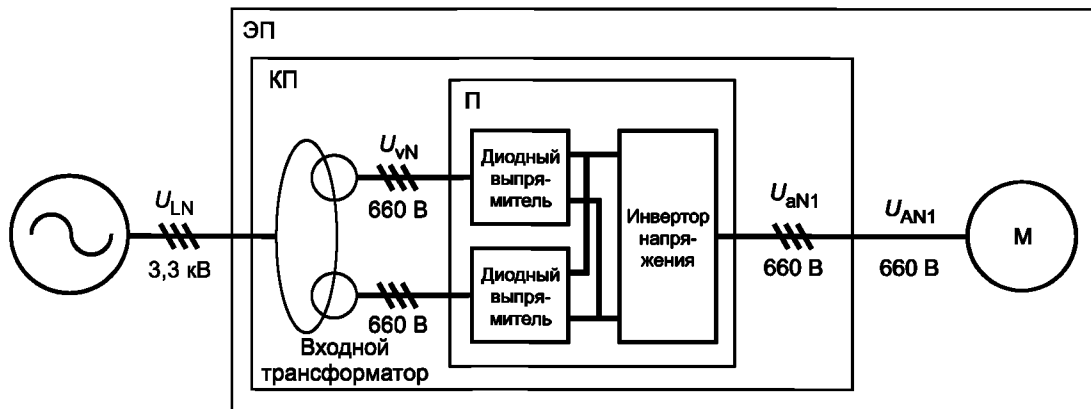 ЭП
КП
П
U_LN
3,3 кВ
U_vN
660 В
660 В
Входной
трансформатор
Диодный
выпря-
митель
Диодный
выпря-
митель
Инвертор
напря-
жения
U_aN1
660 В
U_AN1
660 В
М